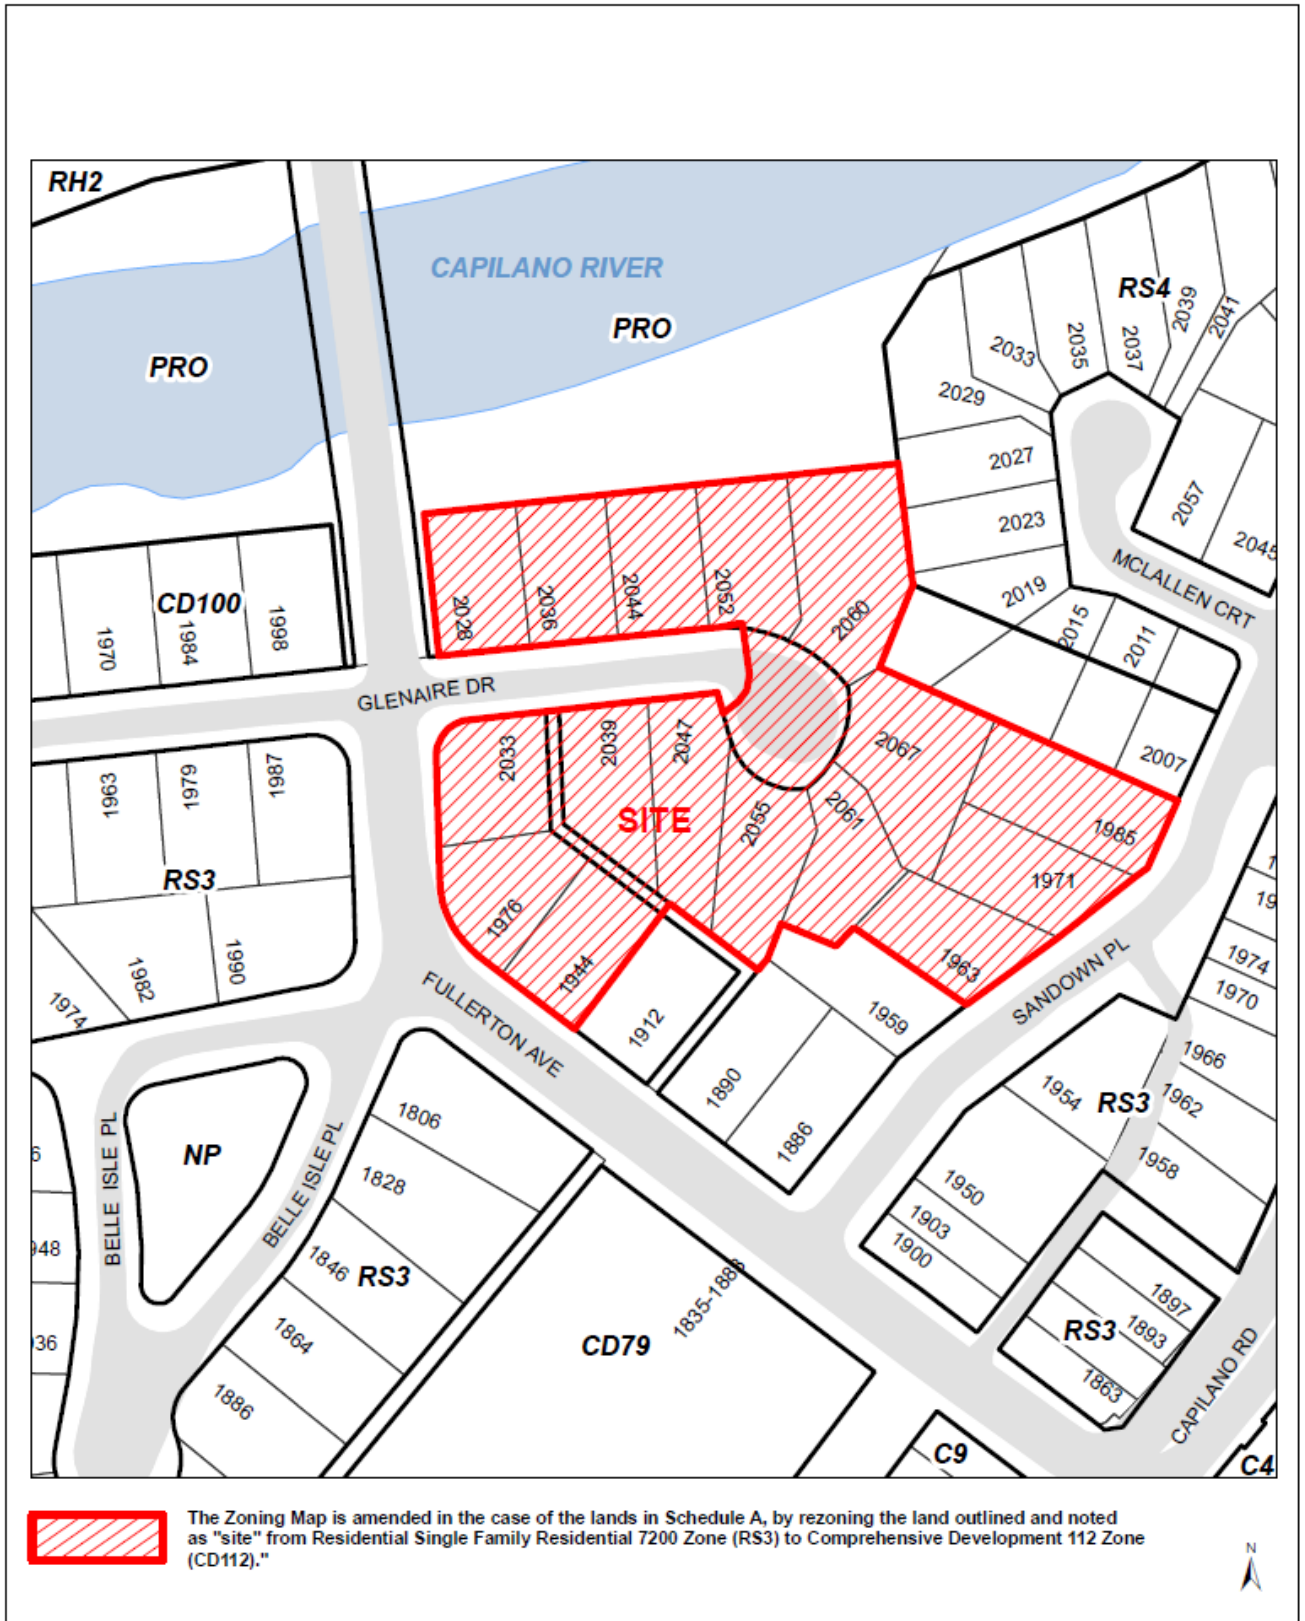 RH2
CAPILANO RIVER
PRO
PRO
RS4
2033
2035
2037
2039
2041
2029
2027
2023
2019
2015
2011
2007
2057
2045
MCLALLEN CRT
CD100
1970
1984
1998
2028
2036
2044
2052
2060
GLENAIRE DR
2033
2039
2047
2055
2061
2067
SITE
1985
1971
1963
1976
1944
1912
1963
1979
1987
RS3
1974
1982
1990
FULLERTON AVE
SANDOWN PL
1959
1890
1886
1
19
1974
1970
1966
1962
1958
1954
RS3
1950
1903
1900
BELLE ISLE PL
NP
BELLE ISLE PL
6
948
36
1806
1828
1846
RS3
1864
1886
CD79
RS3
1897
1893
1863
CAPILANO RD
C9
C4
The Zoning Map is amended in the case of the lands in Schedule A, by rezoning the land outlined and noted
as "site" from Residential Single Family Residential 7200 Zone (RS3) to Comprehensive Development 112 Zone
(CD112)."
N